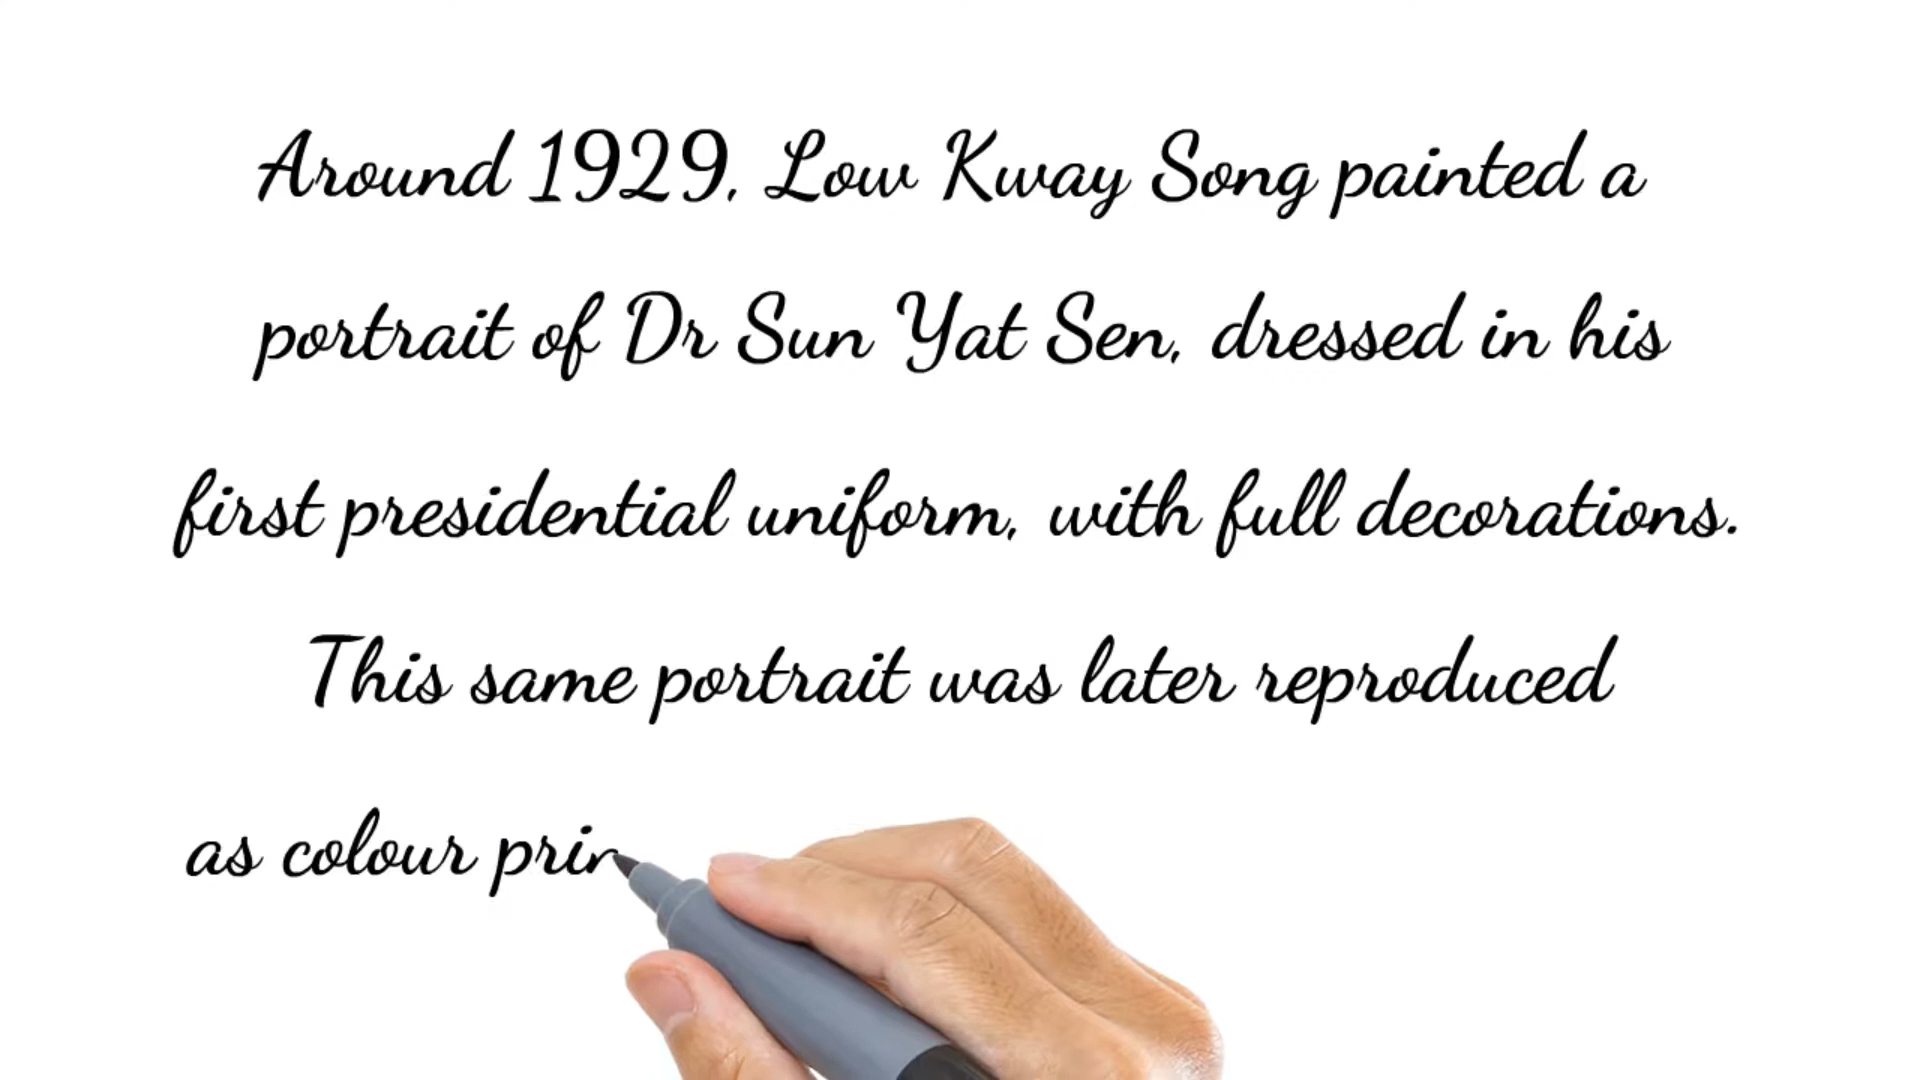 Around 1929, Low Kway Song painted a
portrait of Dr Sun Yat Sen, dressed in his
first presidential uniform, with full decorations.
This same portrait was later reproduced
as colour